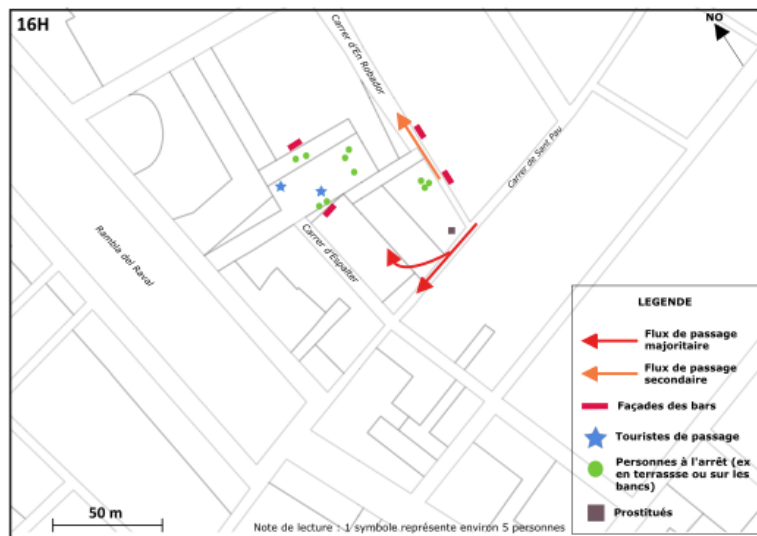 16H
NO
Carrer d'En Robador
Carrer de Sant Pau
Rambla del Raval
Carrer d'Espalter
LEGENDE
Flux de passage
majoritaire
Flux de passage
secondaire
Façades des bars
Touristes de passage
Personnes à l'arrêt (ex
en terrassse ou sur les
bancs)
Prostitués
50 m
Note de lecture : 1 symbole représente environ 5 personnes